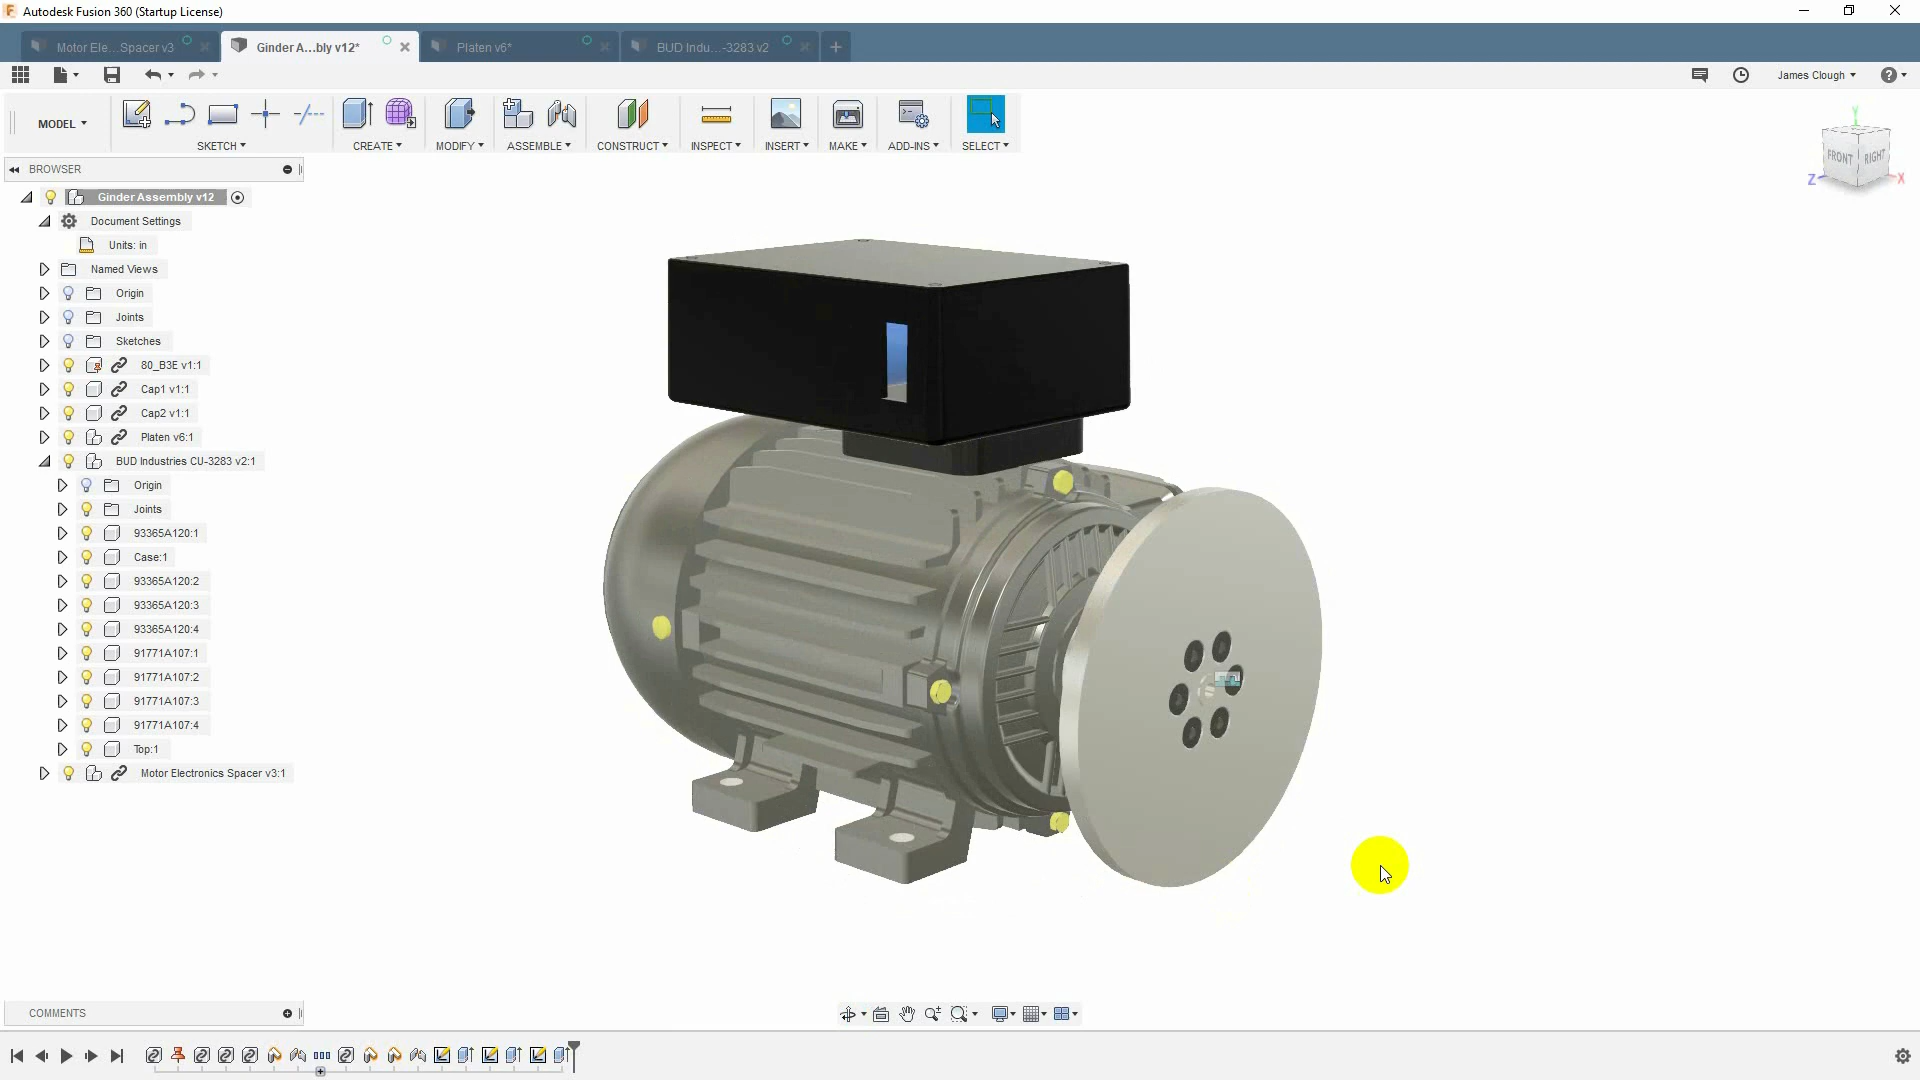 Autodesk Fusion 360 (Startup License)
Motor Ele...Spacer v3
Ginder A...bly v12*
Platen v6*
BUD Indu...-3283 v2
James Clough
MODEL
SKETCH
CREATE
MODIFY
ASSEMBLE
CONSTRUCT
INSPECT
INSERT
MAKE
ADD-INS
SELECT
Y
FRONT
RIGHT
Z
X
BROWSER
Ginder Assembly v12
Document Settings
Units: in
Named Views
Origin
Joints
Sketches
80_B3E v1:1
Cap1 v1:1
Cap2 v1:1
Platen v6:1
BUD Industries CU-3283 v2:1
Origin
Joints
93365A120:1
Case:1
93365A120:2
93365A120:3
93365A120:4
91771A107:1
91771A107:2
91771A107:3
91771A107:4
Top:1
Motor Electronics Spacer v3:1
COMMENTS